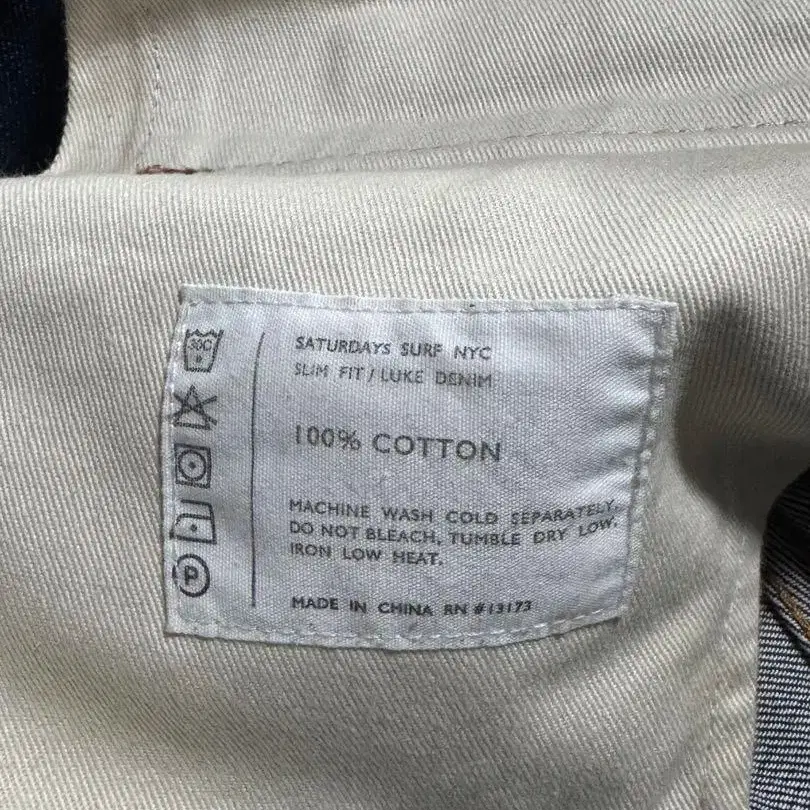 30C
SATURDAYS SURF NYC
SLIM FIT / LUKE DENIM
100% COTTON
MACHINE WASH COLD SEPARATELY,
DO NOT BLEACH, TUMBLE DRY LOW,
IRON LOW HEAT.
P
MADE IN CHINA RN #13173